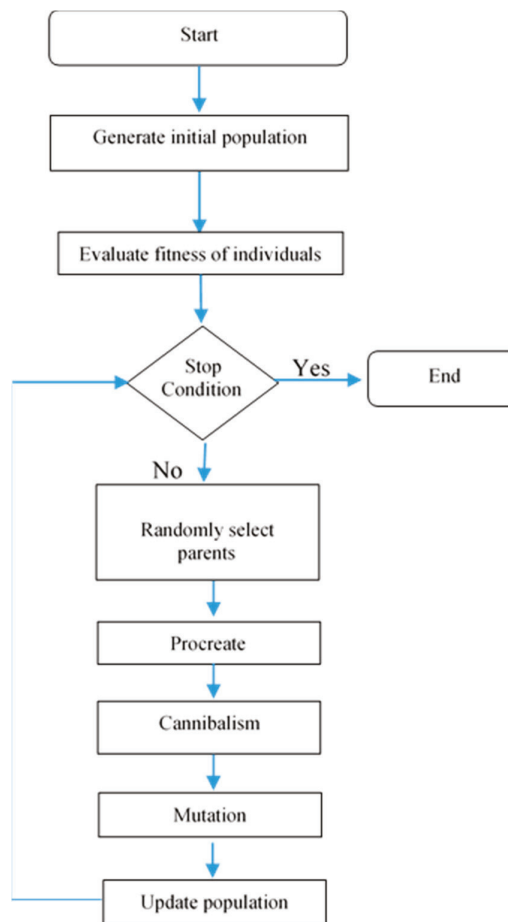 Start
Generate initial population
Evaluate fitness of individuals
Stop
Condition
Yes
End
No
Randomly select
parents
Procreate
Cannibalism
Mutation
Update population